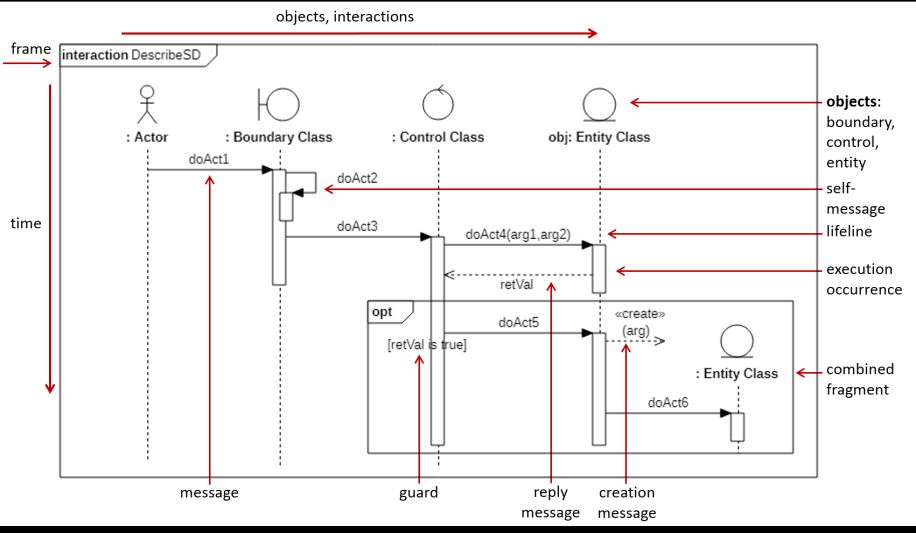 objects, interactions
frame
interaction DescribeSD
: Actor
: Boundary Class
: Control Class
obj: Entity Class
objects:
boundary,
control,
entity
doAct1
doAct2
self-
message
time
doAct3
doAct4(arg1,arg2)
lifeline
retVal
execution
occurrence
opt
doAct5
«create»
(arg)
[retVal is true]
: Entity Class
combined
fragment
doAct6
message
guard
reply
message
creation
message